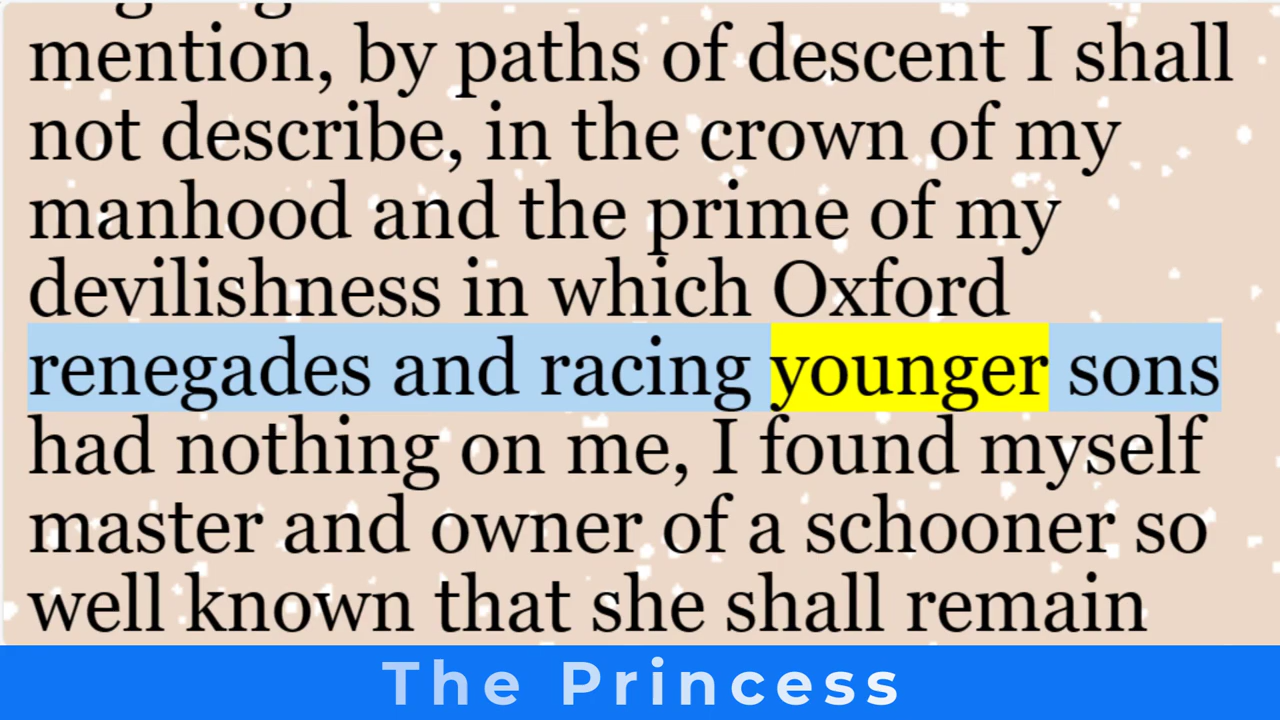 mention, by paths of descent I shall
not describe, in the crown of my
manhood and the prime of my
devilishness in which Oxford
renegades and racing younger sons
had nothing on me, I found myself
master and owner of a schooner so
well known that she shall remain
The Princess